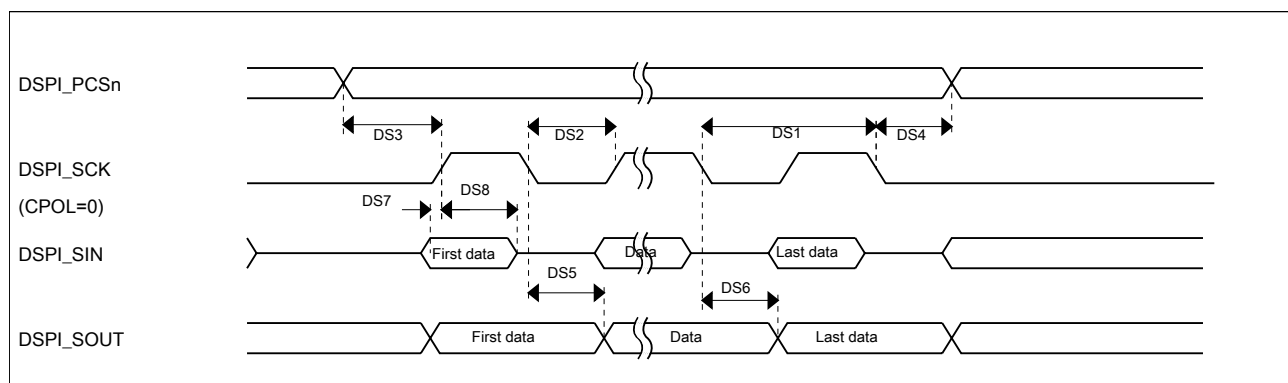 DSPI_PCSn
DS3
DS2
DS1
DS4
DSPI_SCK
(CPOL=0)
DS7
DS8
DSPI_SIN
First data
Data
Last data
DS5
DS6
DSPI_SOUT
First data
Data
Last data